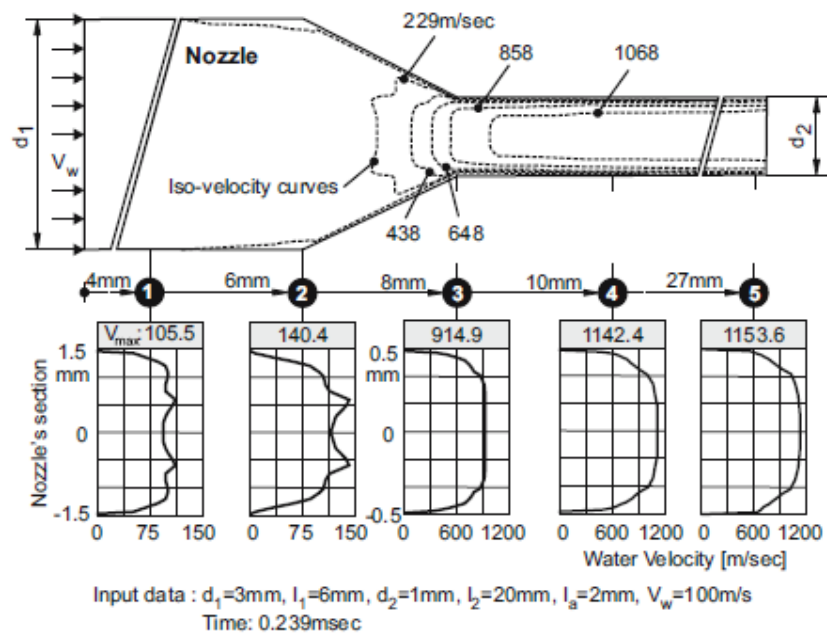 229m/sec
858
1068
Nozzle
d1
Vw
d2
Iso-velocity curves
438
648
4mm
1
6mm
2
8mm
3
10mm
4
27mm
5
Vmax: 105.5
140.4
914.9
1142.4
1153.6
1.5
mm
0
-1.5
Nozzle's section
0.5
mm
0
-0.5
0 75 150
0 75 150
0 600 1200
0 600 1200
0 600 1200
Water Velocity [m/sec]
Input data : d1=3mm, l1=6mm, d2=1mm, l2=20mm, la=2mm, Vw=100m/s
Time: 0.239msec